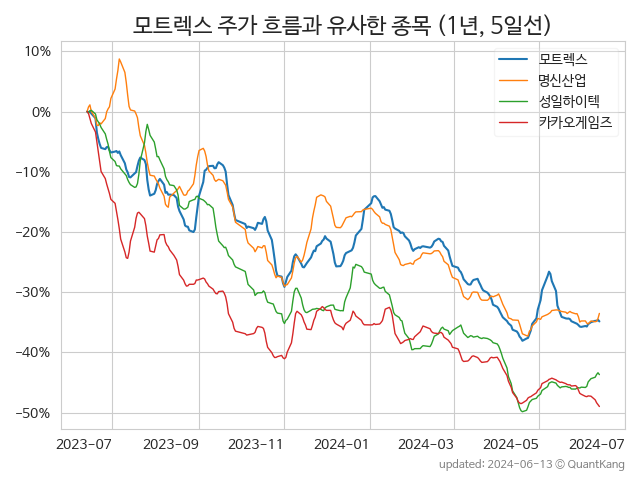 모트렉스 주가 흐름과 유사한 종목 (1년, 5일선)
모트렉스
명신산업
성일하이텍
카카오게임즈
10%
0%
−10%
−20%
−30%
−40%
−50%
2023-07 2023-09 2023-11 2024-01 2024-03 2024-05 2024-07
updated: 2024-06-13 © QuantKang